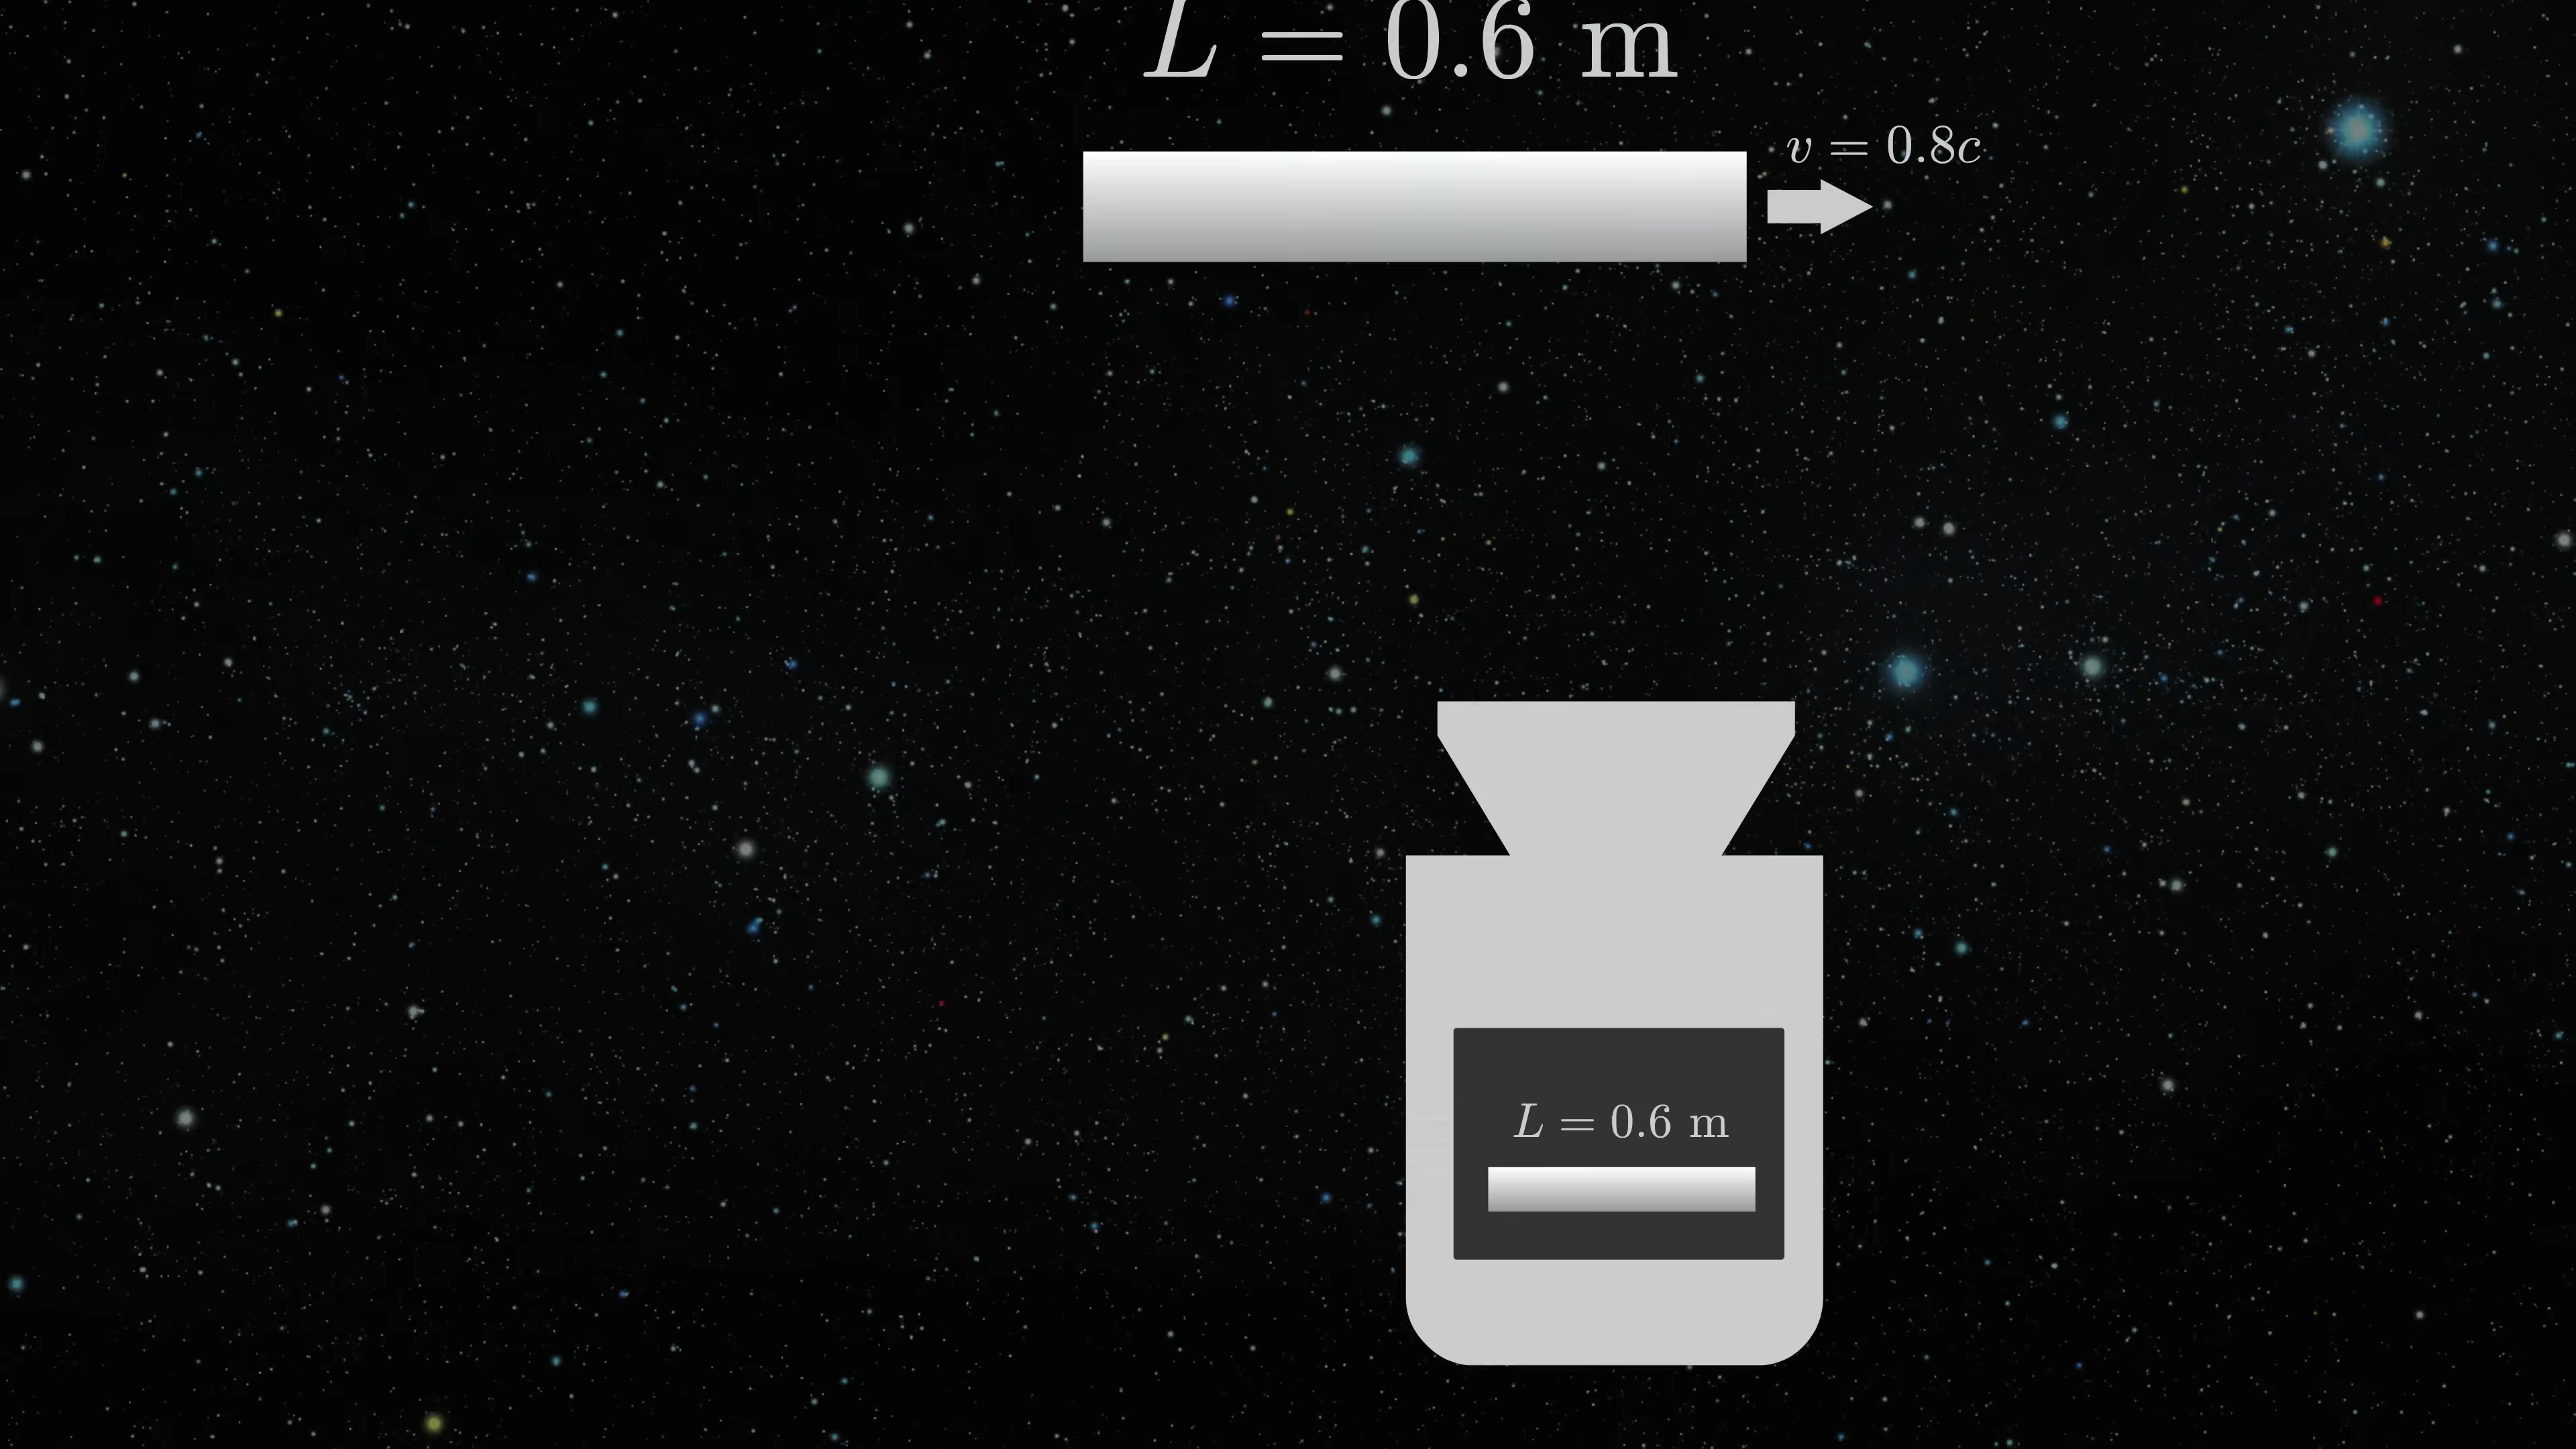 L = 0.6 m
v = 0.8c
L = 0.6 m